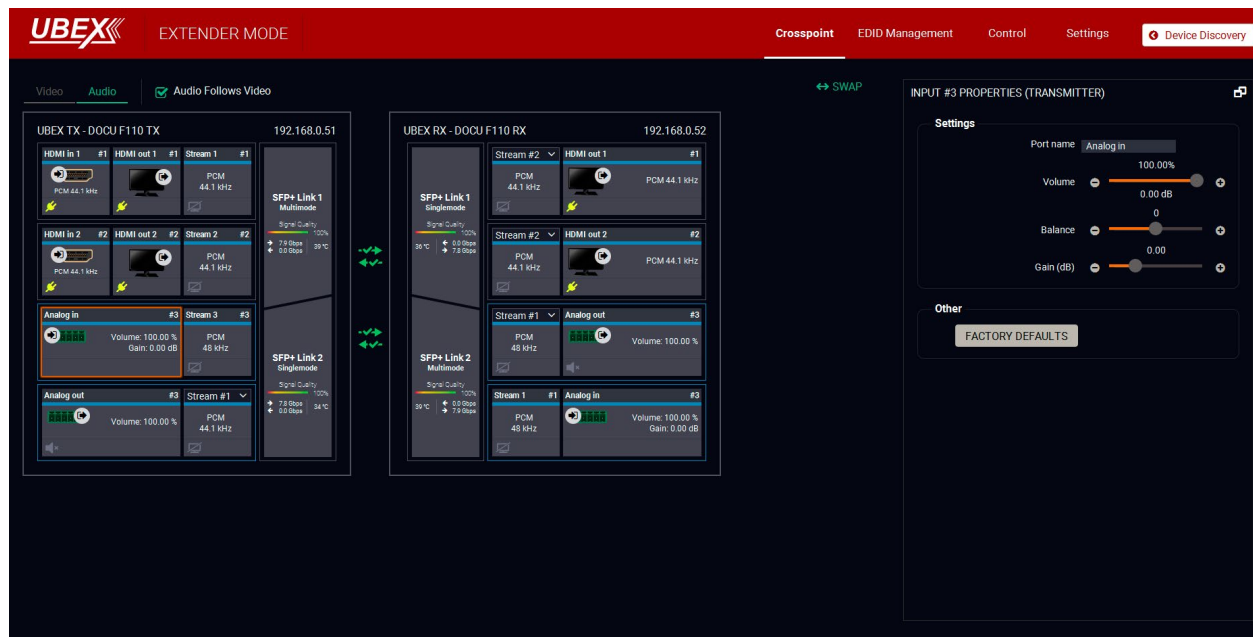 UBEX
EXTENDER MODE
Crosspoint
EDID Management
Control
Settings
Device Discovery
Video
Audio
Audio Follows Video
SWAP
UBEX TX - DOCU F110 TX
192.168.0.51
HDMI in 1 #1
PCM 44.1 kHz
HDMI out 1 #1
Stream 1 #1
PCM
44.1 kHz
HDMI in 2 #2
PCM 44.1 kHz
HDMI out 2 #2
Stream 2 #2
PCM
44.1 kHz
Analog in #3
Volume: 100.00 %
Gain: 0.00 dB
Stream 3 #3
PCM
48 kHz
Analog out #3
Volume: 100.00 %
Stream #1
PCM
44.1 kHz
SFP+ Link 1
Multimode
Signal Quality
100%
7.9 Gbps
0.0 Gbps
39 °C
SFP+ Link 2
Singlemode
Signal Quality
100%
7.8 Gbps
0.0 Gbps
34 °C
UBEX RX - DOCU F110 RX
192.168.0.52
SFP+ Link 1
Singlemode
Signal Quality
100%
36 °C
0.0 Gbps
7.8 Gbps
SFP+ Link 2
Multimode
Signal Quality
100%
39 °C
0.0 Gbps
7.9 Gbps
Stream #2
PCM
44.1 kHz
HDMI out 1 #1
PCM 44.1 kHz
Stream #2
PCM
44.1 kHz
HDMI out 2 #2
PCM 44.1 kHz
Stream #1
PCM
48 kHz
Analog out #3
Volume: 100.00 %
Stream 1 #1
PCM
48 kHz
Analog in #3
Volume: 100.00 %
Gain: 0.00 dB
INPUT #3 PROPERTIES (TRANSMITTER)
Settings
Port name Analog in
100.00%
Volume
0.00 dB
0
Balance
0.00
Gain (dB)
Other
FACTORY DEFAULTS